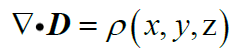 ∇•D = ρ(x, y, z)